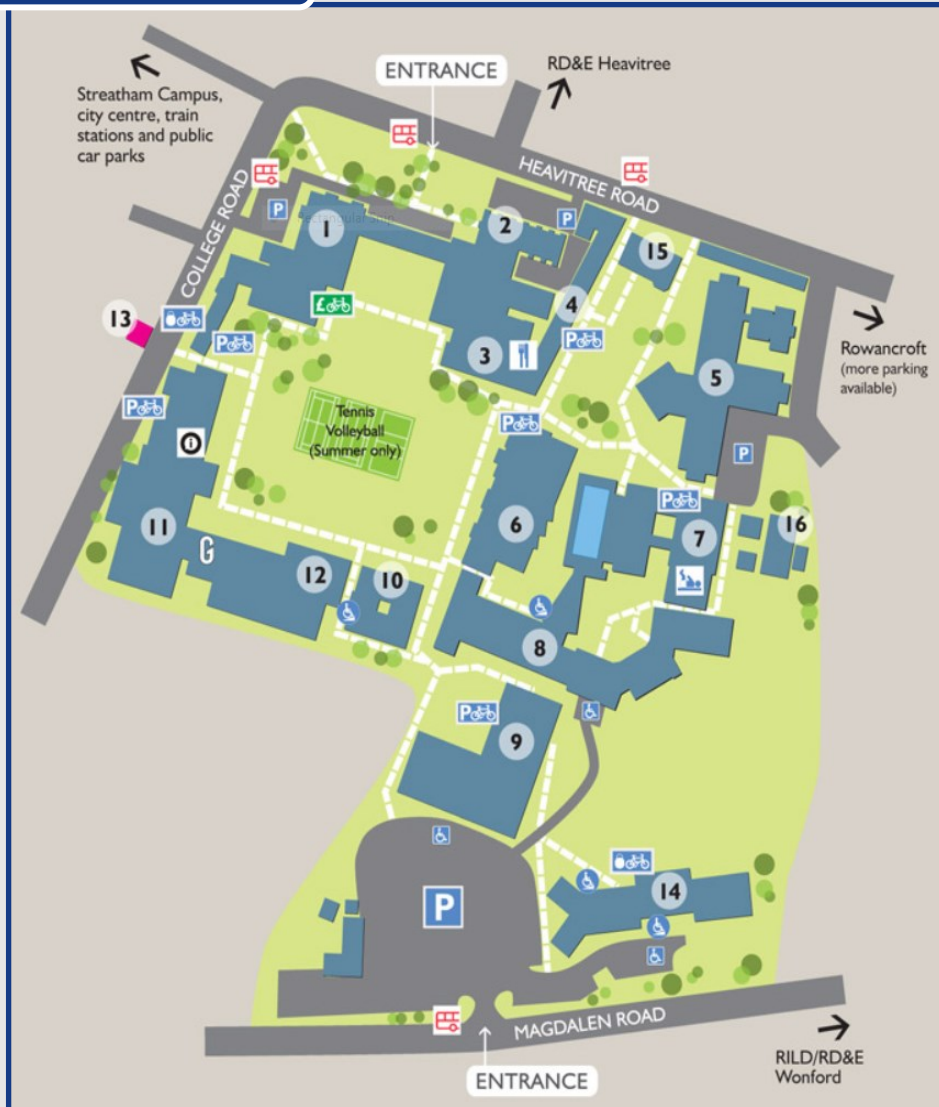 ENTRANCE
RD&E Heavitree
Streatham Campus,
city centre, train
stations and public
car parks
HEAVITREE ROAD
COLLEGE ROAD
P
P
1
2
15
4
13
£
P
P
3
5
Rowancroft
(more parking
available)
P
Tennis
Volleyball
(Summer only)
P
P
i
P
6
7
16
11
G
12
10
8
P
9
P
14
MAGDALEN ROAD
ENTRANCE
RILD/RD&E
Wonford